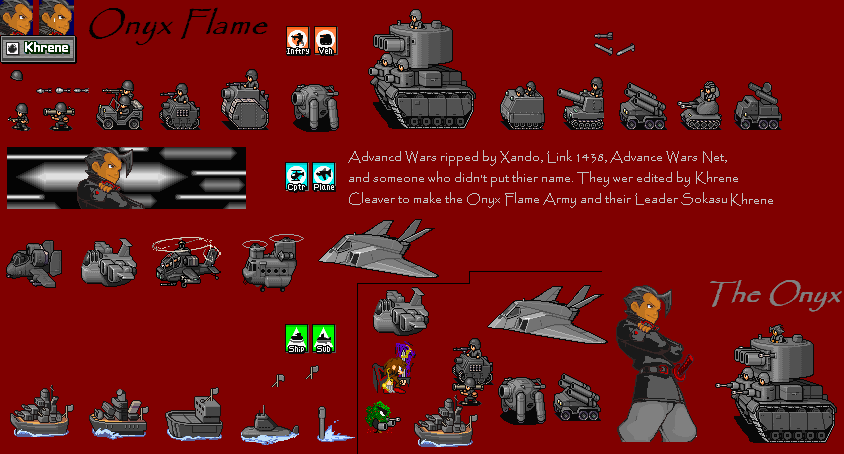 Onyx Flame
Khrene
Inftry Veh
Advancd Wars ripped by Xando, Link 1438, Advance Wars Net,
and someone who didn't put thier name. They wer edited by Khrene
Cleaver to make the Onyx Flame Army and their Leader Sokasu Khrene
Cptr Plane
The Onyx
Ship Sub